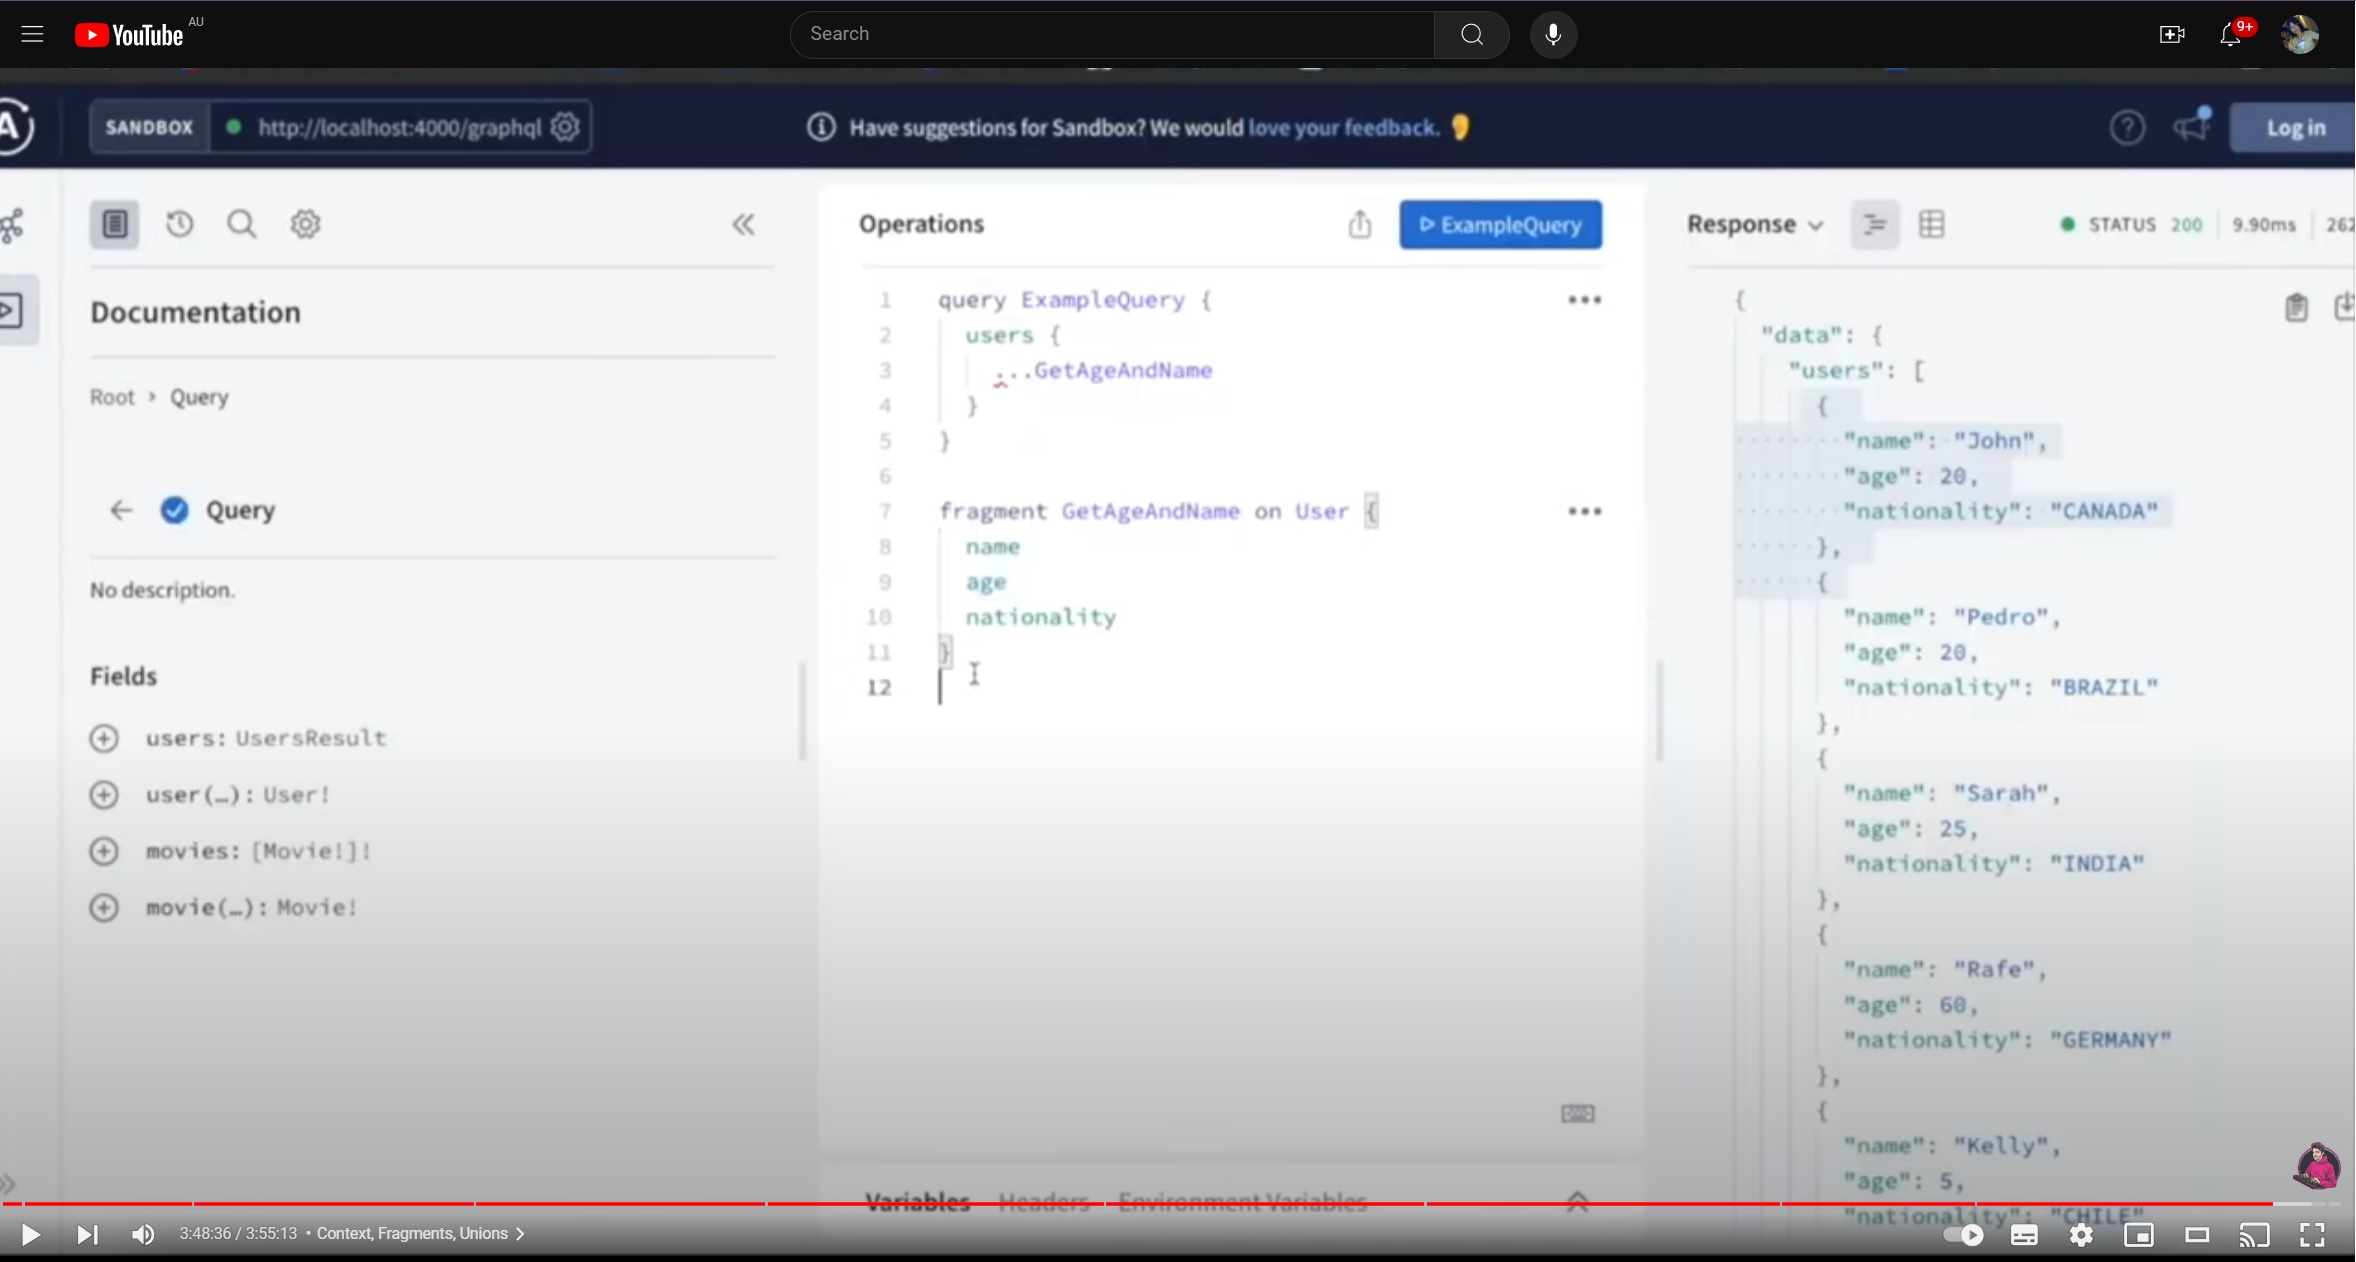 YouTube AU
Search
9+
SANDBOX http://localhost:4000/graphql
Have suggestions for Sandbox? We would love your feedback.
Log in
Documentation
Root › Query
Query
No description.
Fields
users: UsersResult
user(…): User!
movies: [Movie!]!
movie(…): Movie!
Operations
ExampleQuery
1 query ExampleQuery {
2 users {
3 ...GetAgeAndName
4 }
5 }
6
7 fragment GetAgeAndName on User {
8 name
9 age
10 nationality
11 }
12
Variables Headers Environment Variables
Response
STATUS 200 9.90ms 262
{
"data": {
"users": [
{
"name": "John",
"age": 20,
"nationality": "CANADA"
},
{
"name": "Pedro",
"age": 20,
"nationality": "BRAZIL"
},
{
"name": "Sarah",
"age": 25,
"nationality": "INDIA"
},
{
"name": "Rafe",
"age": 60,
"nationality": "GERMANY"
},
{
"name": "Kelly",
"age": 5,
"nationality": "CHILE"
3:48:36 / 3:55:13 • Context, Fragments, Unions